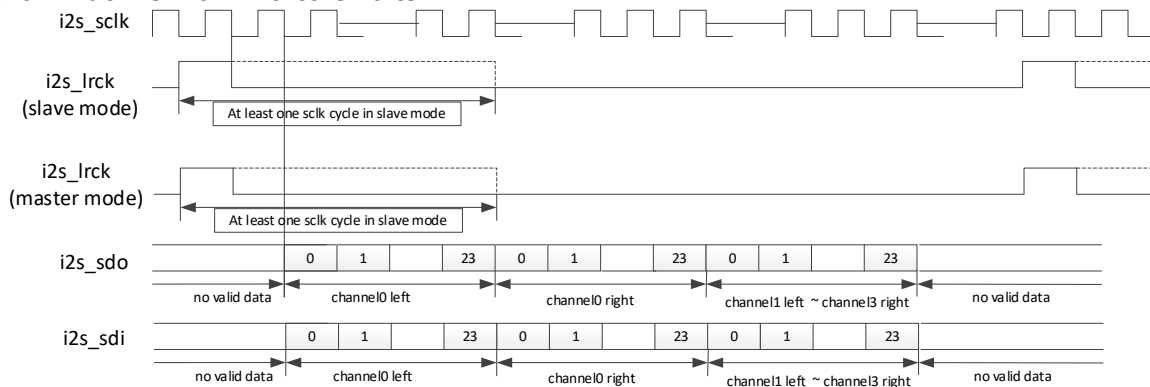 i2s_sclk
i2s_lrck
(slave mode)
At least one sclk cycle in slave mode
i2s_lrck
(master mode)
At least one sclk cycle in slave mode
i2s_sdo
0 1 23 0 1 23 0 1 23
no valid data channel0 left channel0 right channel1 left ~ channel3 right no valid data
i2s_sdi
0 1 23 0 1 23 0 1 23
no valid data channel0 left channel0 right channel1 left ~ channel3 right no valid data